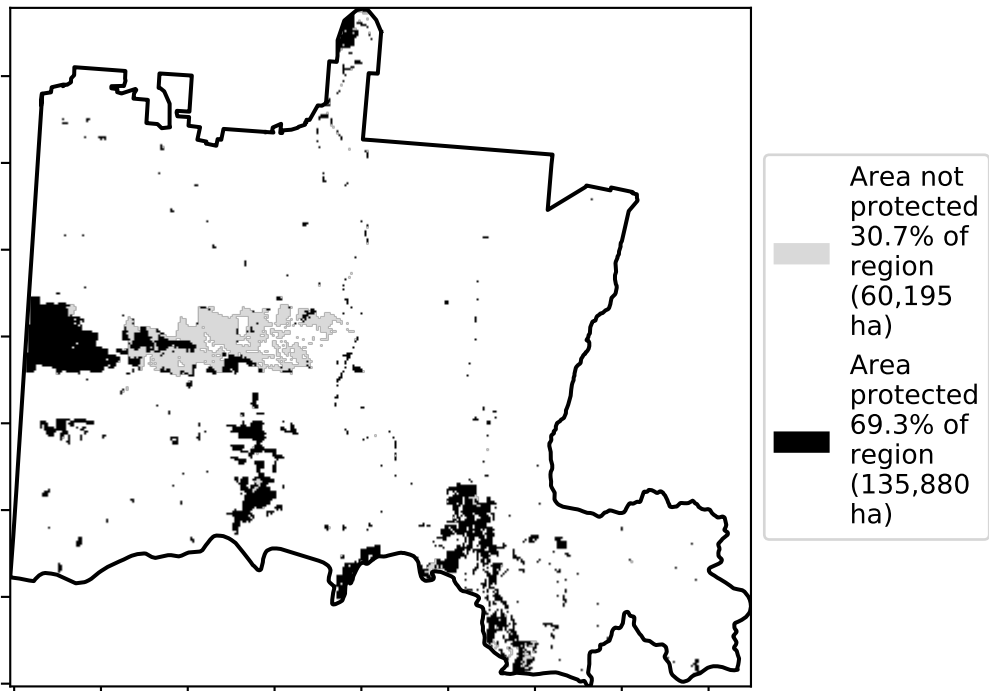 Area not
protected
30.7% of
region
(60,195
ha)
Area
protected
69.3% of
region
(135,880
ha)